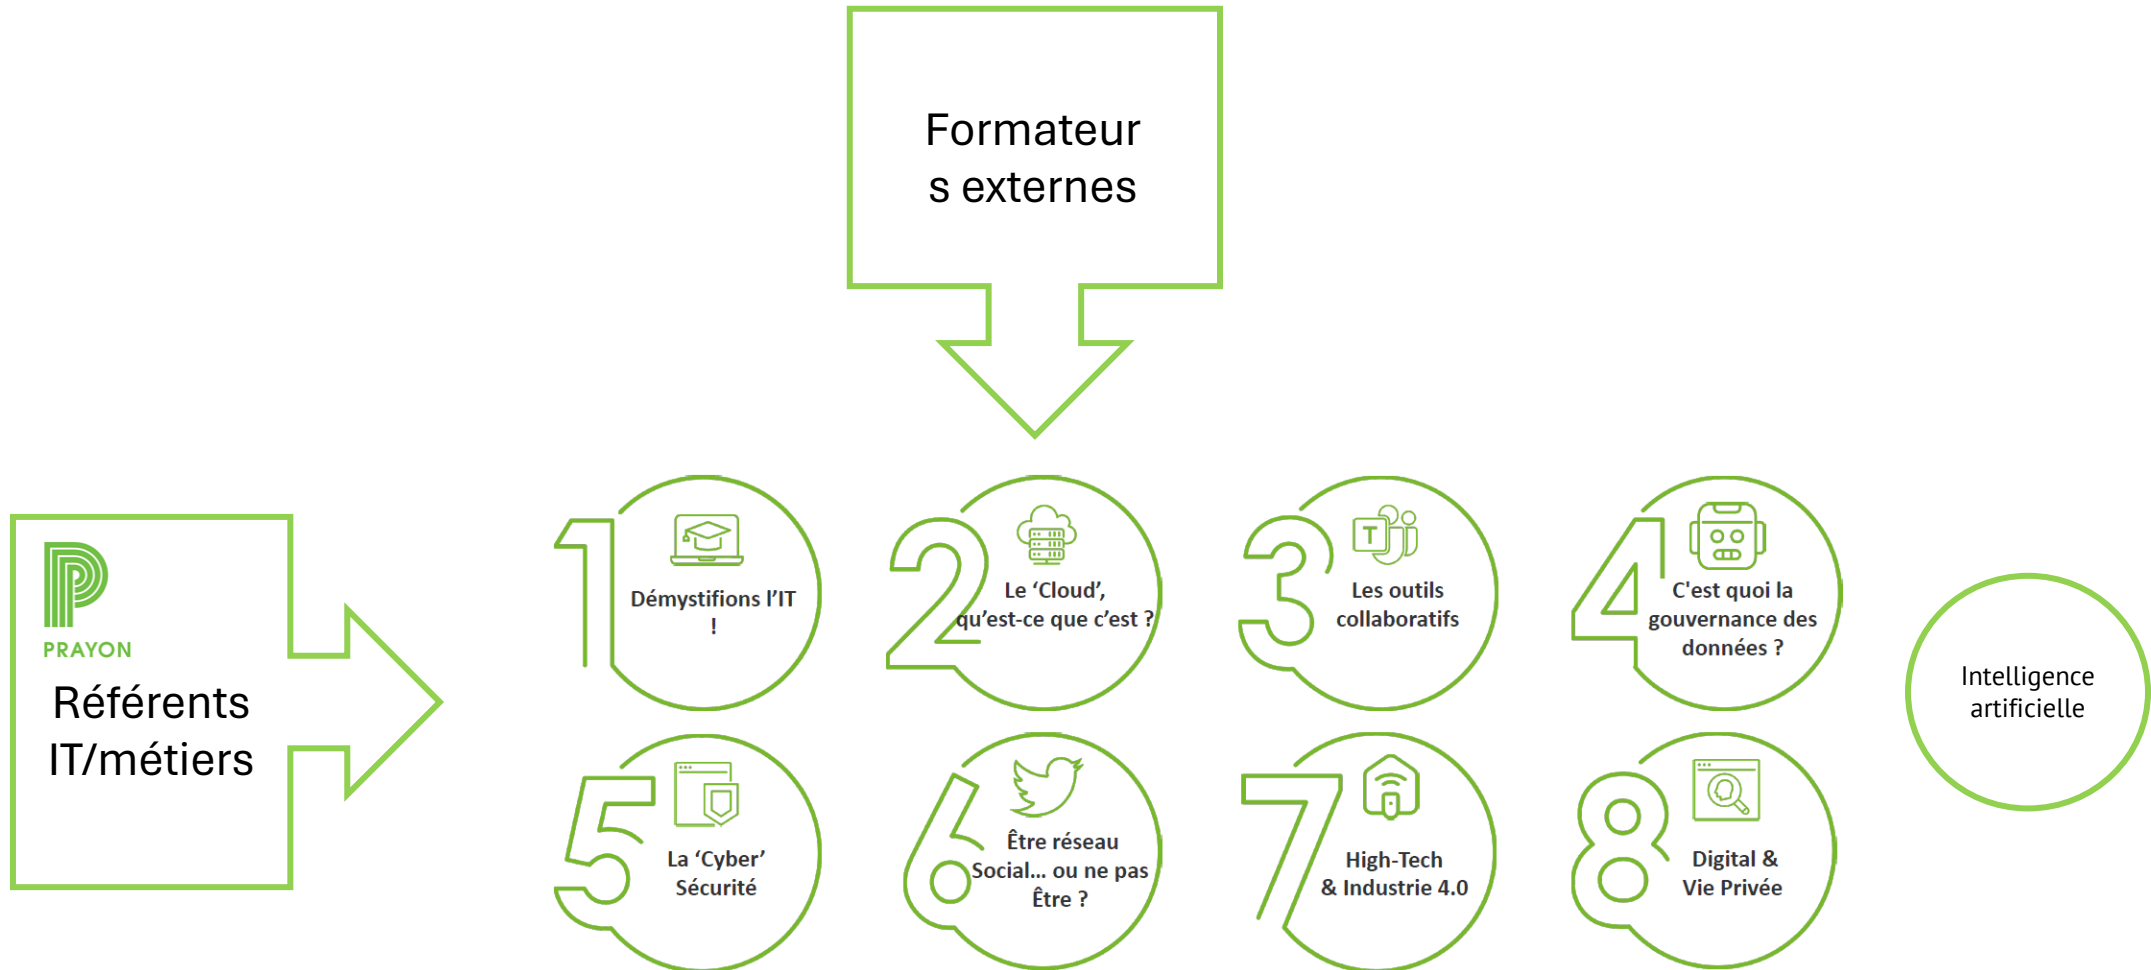 Formateur
s externes
PRAYON
Référents
IT/métiers
1
Démystifions l’IT
!
2
Le ‘Cloud’,
qu’est-ce que c’est ?
3
T
Les outils
collaboratifs
4
C'est quoi la
gouvernance des
données ?
Intelligence
artificielle
5
La ‘Cyber’
Sécurité
6
Être réseau
Social... ou ne pas
Être ?
7
High-Tech
& Industrie 4.0
8
Digital &
Vie Privée